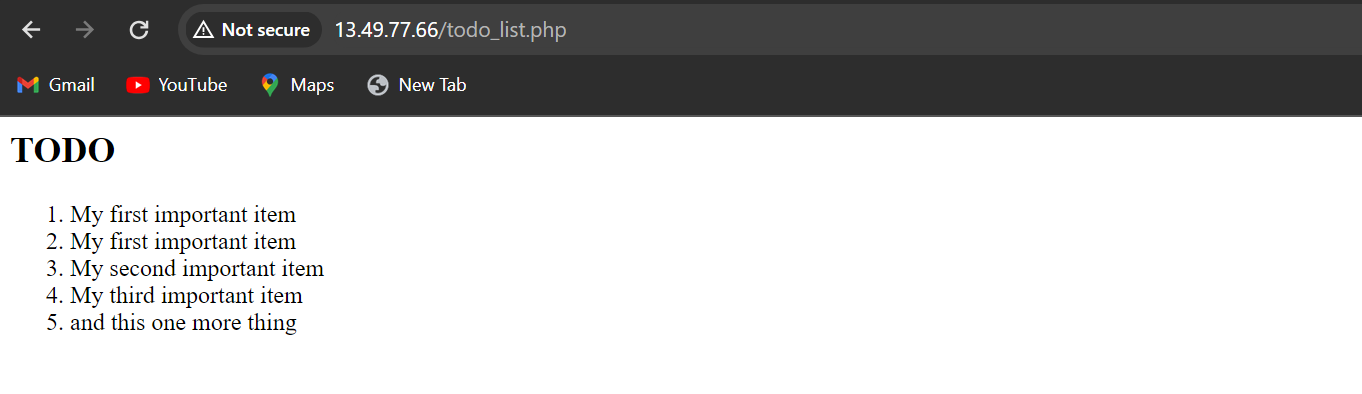 Not secure 13.49.77.66/todo_list.php
Gmail YouTube Maps New Tab
TODO
1. My first important item
2. My first important item
3. My second important item
4. My third important item
5. and this one more thing